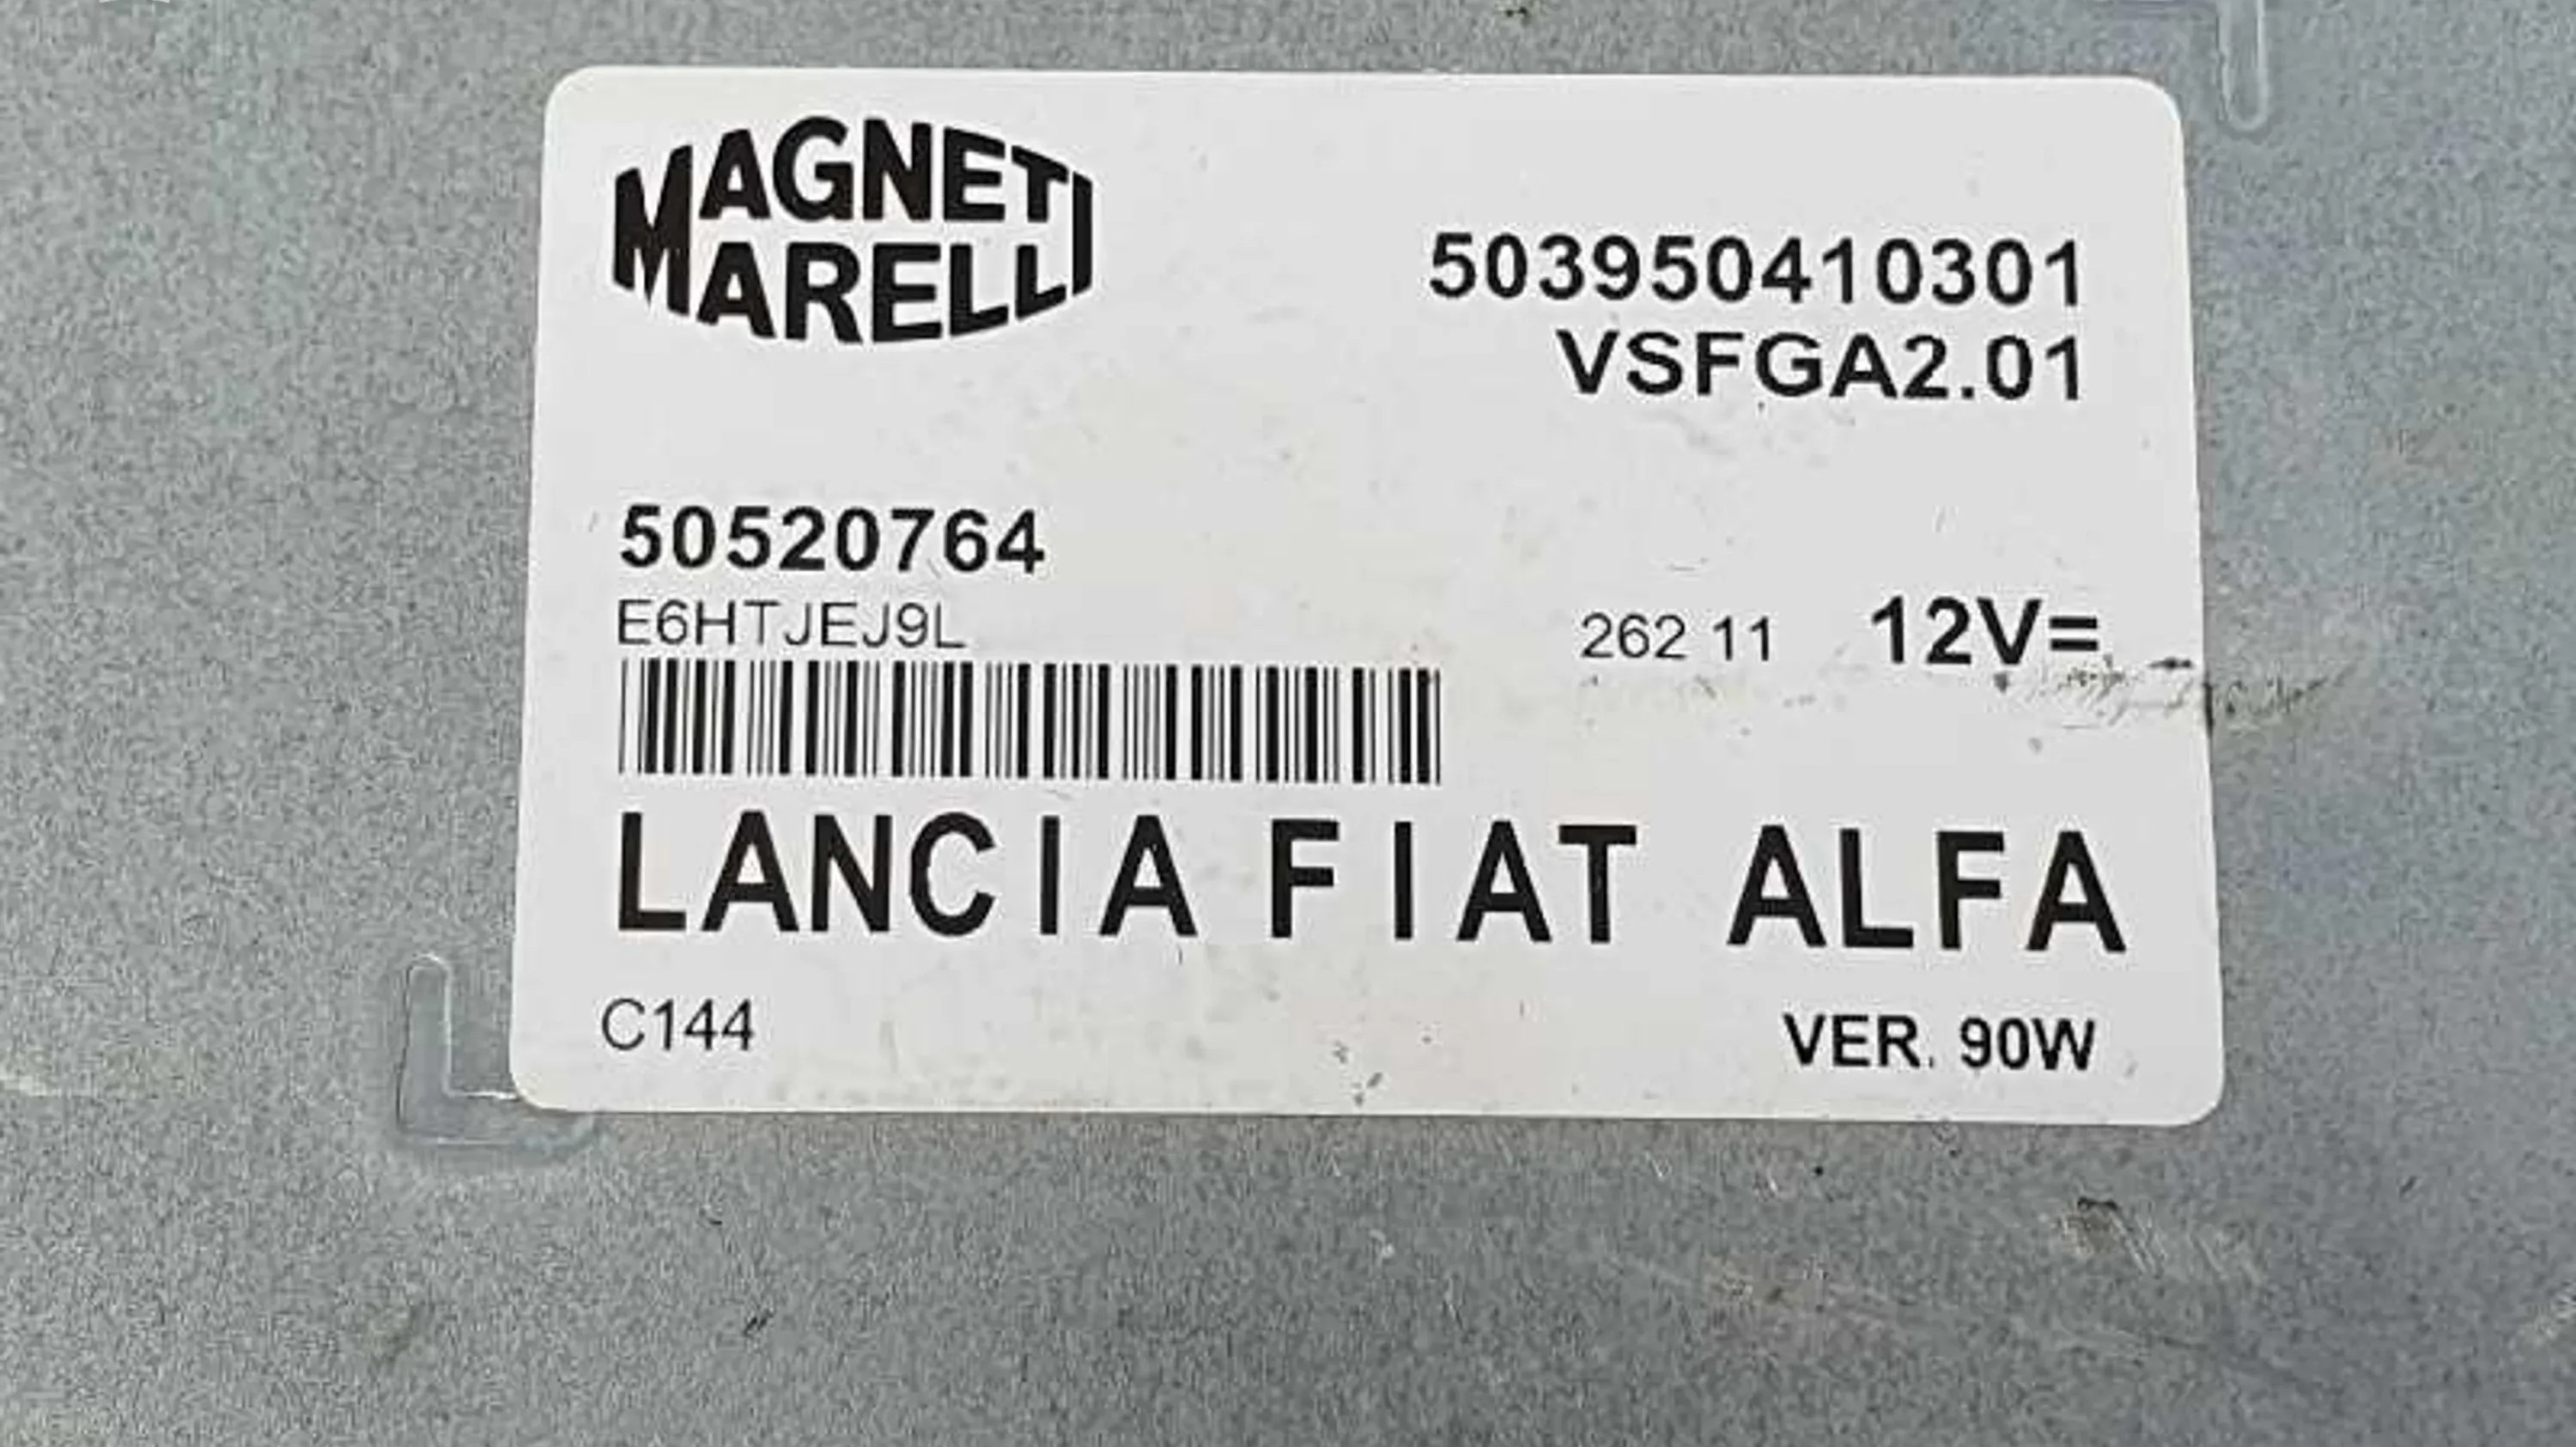 MAGNETI
MARELLI
503950410301
VSFGA2.01
50520764
E6HTJEJ9L
262 11 12V=
LANCIA FIAT ALFA
C144
VER. 90W